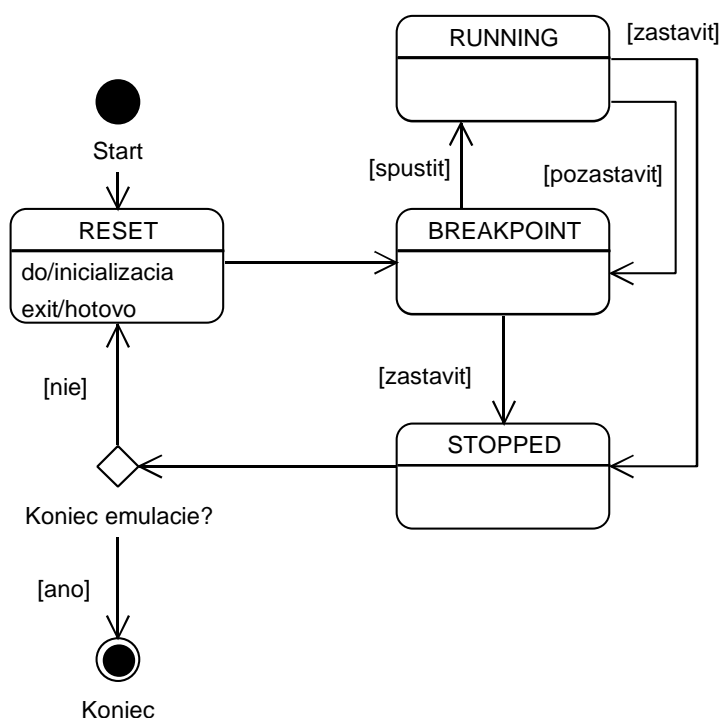 RUNNING
[zastavit]
Start
[spustit]
[pozastavit]
RESET
do/inicializacia
exit/hotovo
BREAKPOINT
[nie]
[zastavit]
STOPPED
Koniec emulacie?
[ano]
Koniec